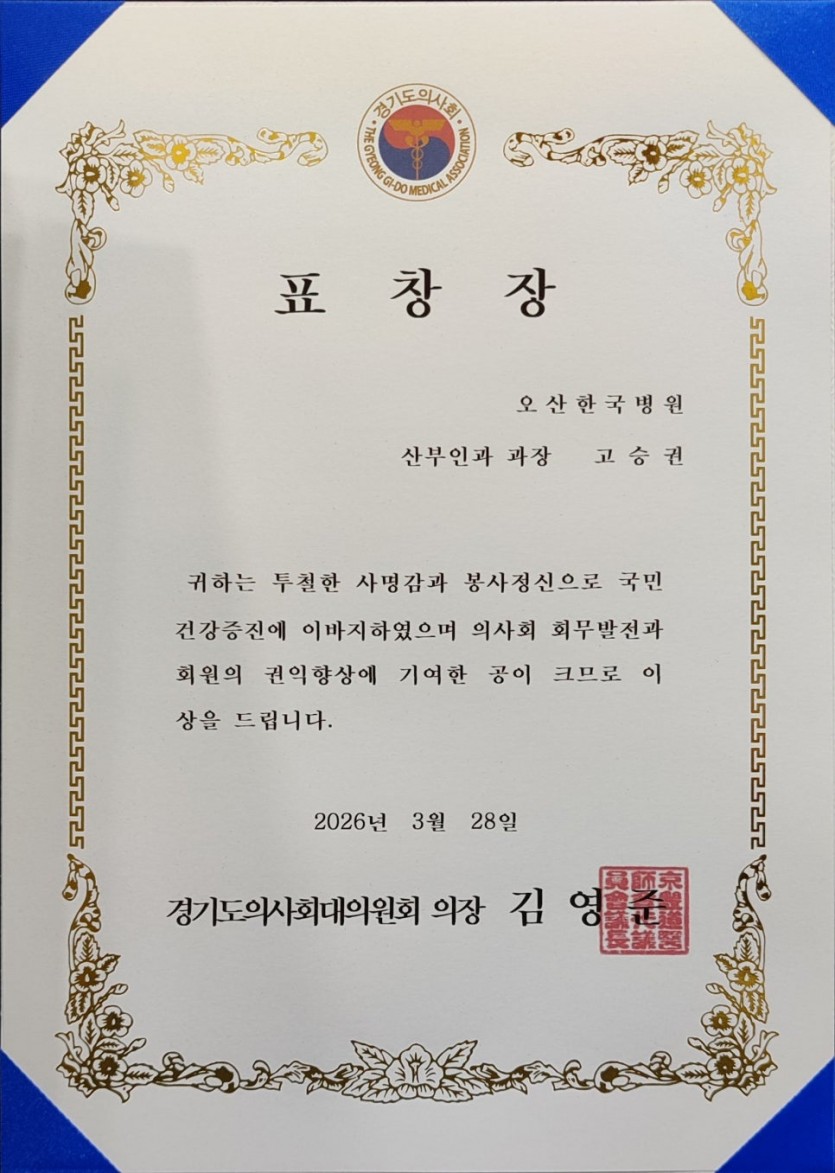 경기도의사회
THE GYEONG GI-DO MEDICAL ASSOCIATION
표 창 장
오산한국병원
산부인과 과장 고 승 권
귀하는 투철한 사명감과 봉사정신으로 국민
건강증진에 이바지하였으며 의사회 회무발전과
회원의 권익향상에 기여한 공이 크므로 이
상을 드립니다.
2026년 3월 28일
경기도의사회대의원회 의장 김 영 준